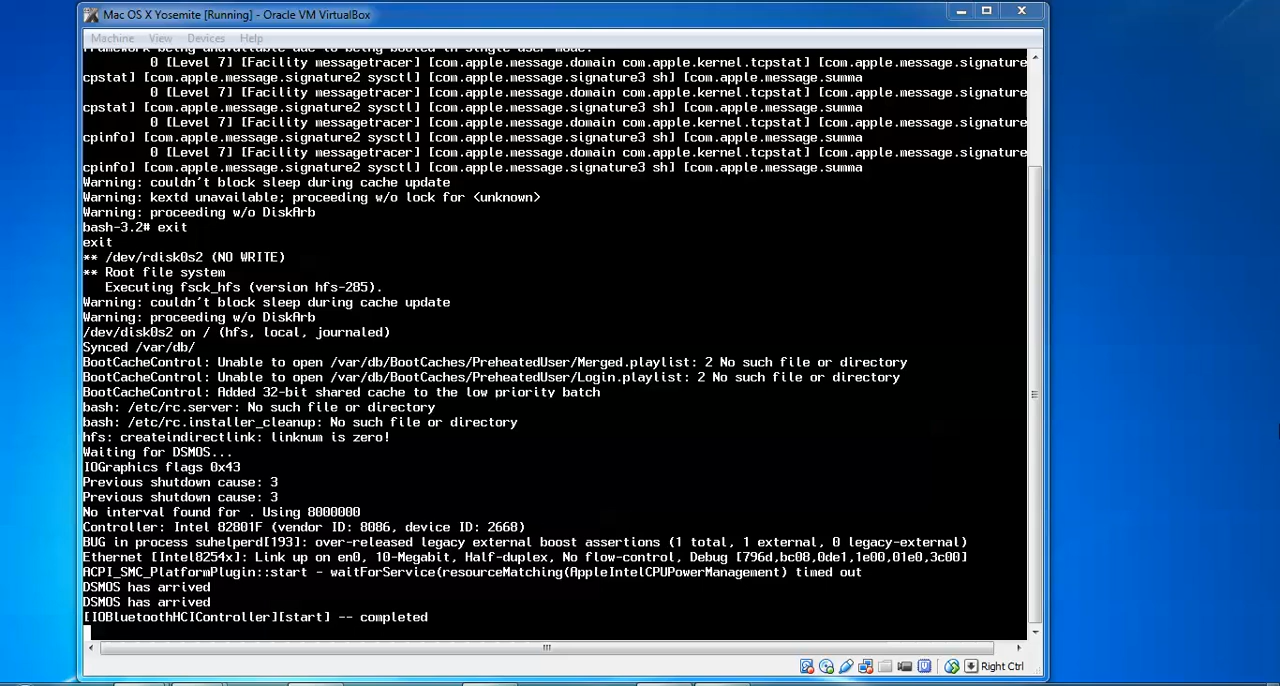 Mac OS X Yosemite [Running] - Oracle VM VirtualBox
Machine View Devices Help
framework being unavailable due to being booted in single user mode.
0 [Level 7] [Facility messagetracer] [com.apple.message.domain com.apple.kernel.tcpstat] [com.apple.message.signature
cpstat] [com.apple.message.signature2 sysctl] [com.apple.message.signature3 sh] [com.apple.message.summa
0 [Level 7] [Facility messagetracer] [com.apple.message.domain com.apple.kernel.tcpstat] [com.apple.message.signature
cpstat] [com.apple.message.signature2 sysctl] [com.apple.message.signature3 sh] [com.apple.message.summa
0 [Level 7] [Facility messagetracer] [com.apple.message.domain com.apple.kernel.tcpstat] [com.apple.message.signature
cpinfo] [com.apple.message.signature2 sysctl] [com.apple.message.signature3 sh] [com.apple.message.summa
0 [Level 7] [Facility messagetracer] [com.apple.message.domain com.apple.kernel.tcpstat] [com.apple.message.signature
cpinfo] [com.apple.message.signature2 sysctl] [com.apple.message.signature3 sh] [com.apple.message.summa
Warning: couldn't block sleep during cache update
Warning: kextd unavailable; proceeding w/o lock for <unknown>
Warning: proceeding w/o DiskArb
bash-3.2# exit
exit
** /dev/rdisk0s2 (NO WRITE)
** Root file system
Executing fsck_hfs (version hfs-285).
Warning: couldn't block sleep during cache update
Warning: proceeding w/o DiskArb
/dev/disk0s2 on / (hfs, local, journaled)
Synced /var/db/
BootCacheControl: Unable to open /var/db/BootCaches/PreheatedUser/Merged.playlist: 2 No such file or directory
BootCacheControl: Unable to open /var/db/BootCaches/PreheatedUser/Login.playlist: 2 No such file or directory
BootCacheControl: Added 32-bit shared cache to the low priority batch
bash: /etc/rc.server: No such file or directory
bash: /etc/rc.installer_cleanup: No such file or directory
hfs: createindirectlink: linknum is zero!
Waiting for DSMOS...
IOGraphics flags 0x43
Previous shutdown cause: 3
Previous shutdown cause: 3
No interval found for . Using 8000000
Controller: Intel 82801F (vendor ID: 8086, device ID: 2668)
BUG in process suhelperd[193]: over-released legacy external boost assertions (1 total, 1 external, 0 legacy-external)
Ethernet [Intel8254x]: Link up on en0, 10-Megabit, Half-duplex, No flow-control, Debug [796d,bc08,0de1,1e00,01e0,3c00]
ACPI_SMC_PlatformPlugin::start - waitForService(resourceMatching(AppleIntelCPUPowerManagement) timed out
DSMOS has arrived
DSMOS has arrived
[IOBluetoothHCIController][start] -- completed
Right Ctrl